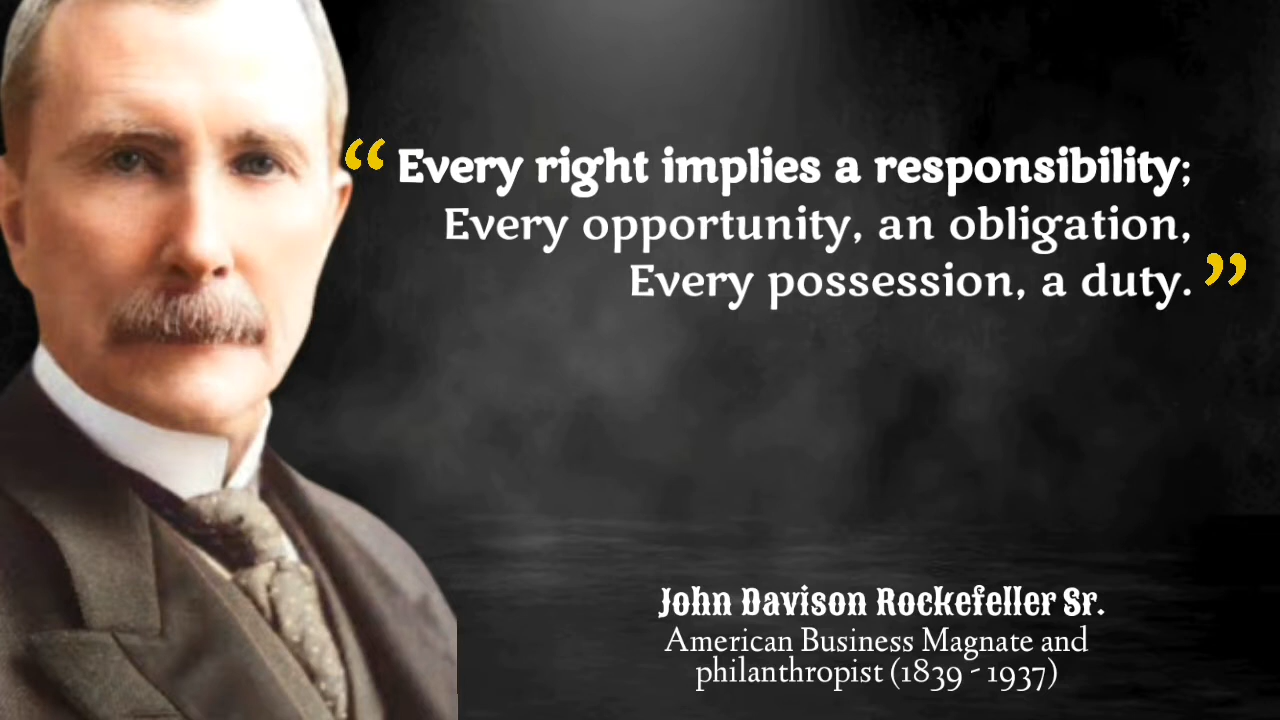 “ Every right implies a responsibility;
Every opportunity, an obligation,
Every possession, a duty. ”
John Davison Rockefeller Sr.
American Business Magnate and
philanthropist (1839 - 1937)